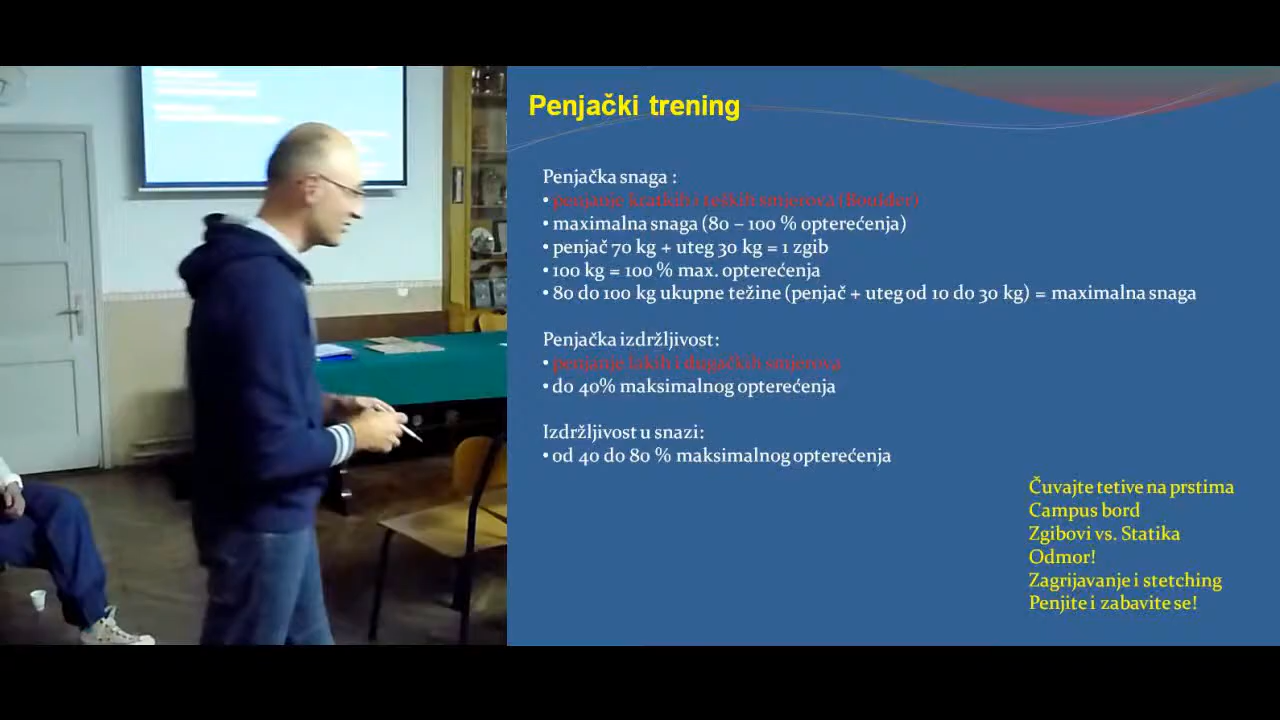 Penjački trening
Penjačka snaga :
• penjanje kratkih i teških smjerova (Boulder)
• maximalna snaga (80 – 100 % opterećenja)
• penjač 70 kg + uteg 30 kg = 1 zgib
• 100 kg = 100 % max. opterećenja
• 80 do 100 kg ukupne težine (penjač + uteg od 10 do 30 kg) = maximalna snaga
Penjačka izdržljivost:
• penjanje lakih i dugačkih smjerova
• do 40% maksimalnog opterećenja
Izdržljivost u snazi:
• od 40 do 80 % maksimalnog opterećenja
Čuvajte tetive na prstima
Campus bord
Zgibovi vs. Statika
Odmor!
Zagrijavanje i stetching
Penjite i zabavite se!